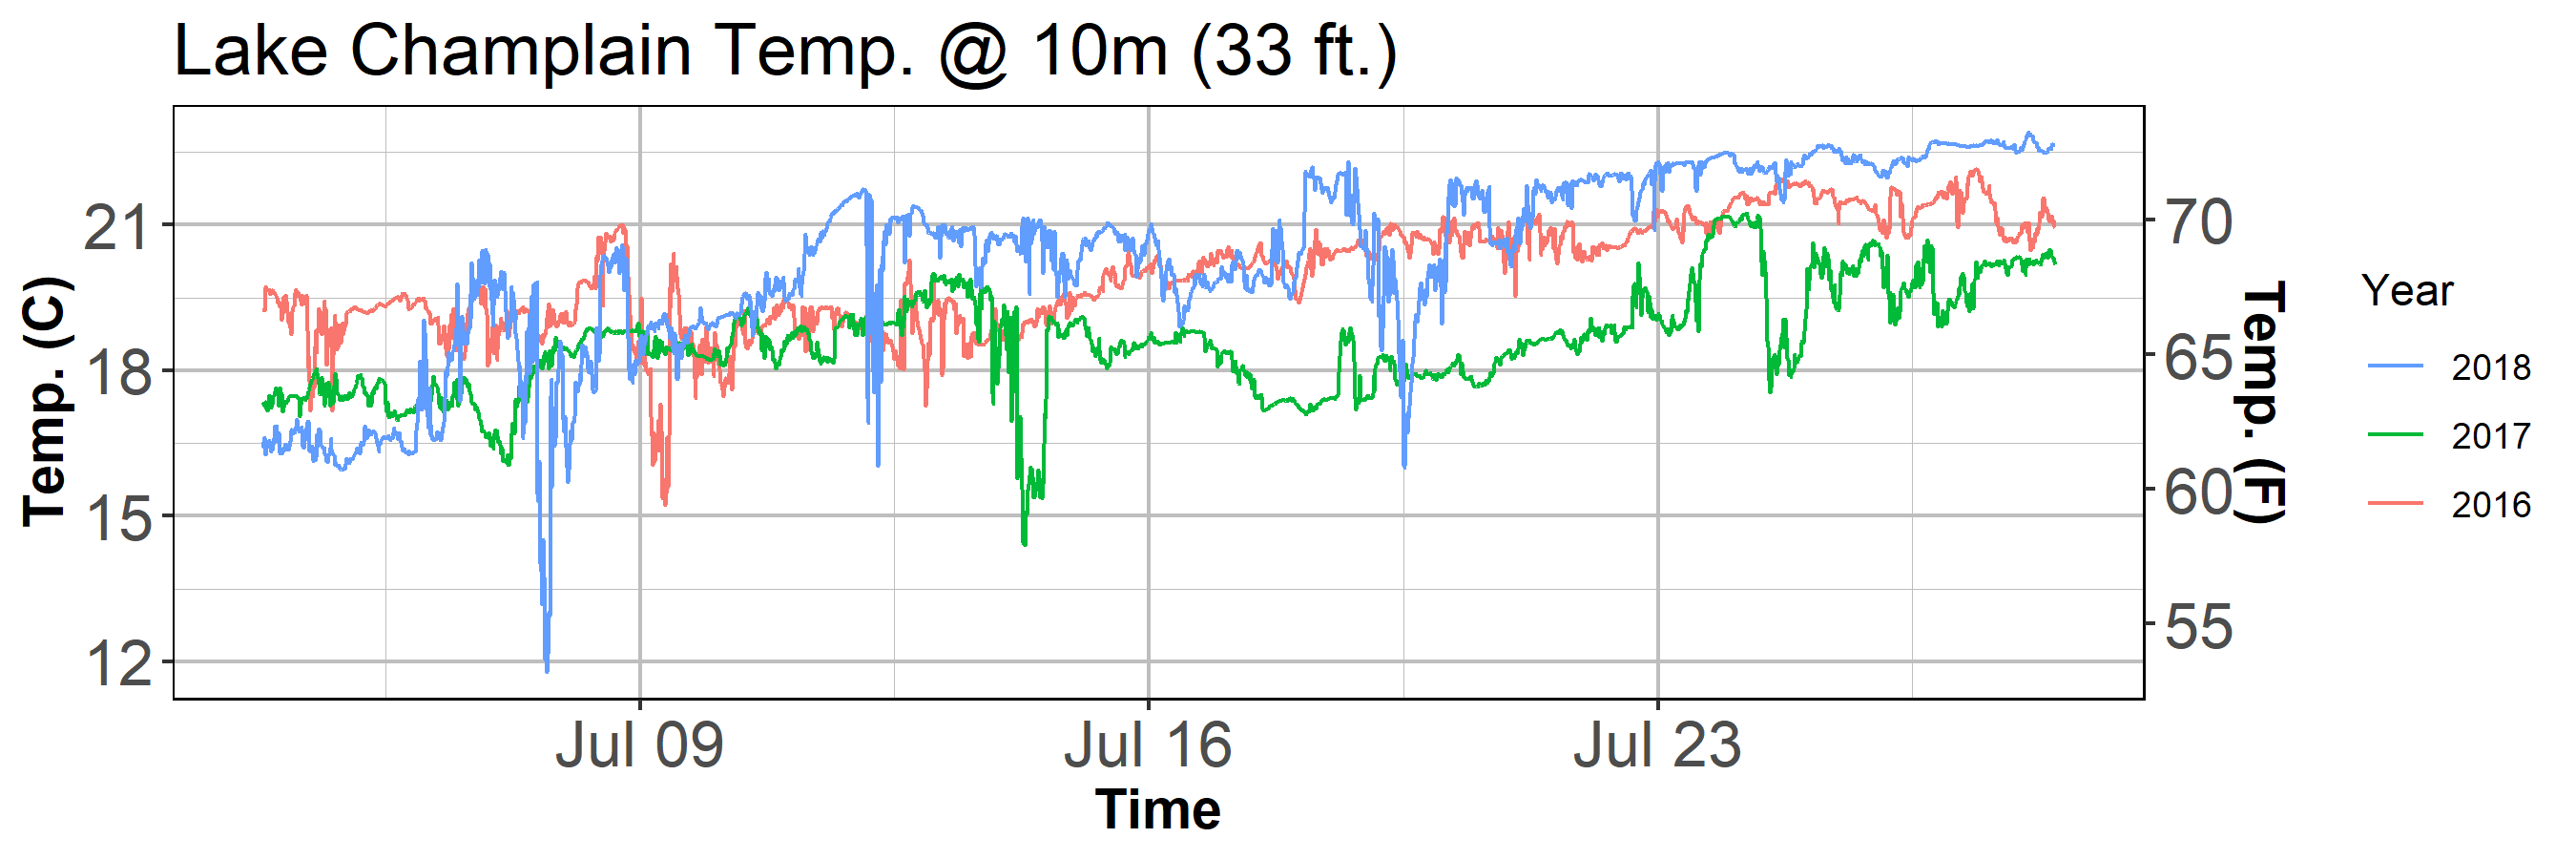 Lake Champlain Temp. @ 10m (33 ft.)
Temp. (C)
21
18
15
12
70
65
60
55
Temp. (F)
Jul 09
Jul 16
Jul 23
Time
Year
2018
2017
2016